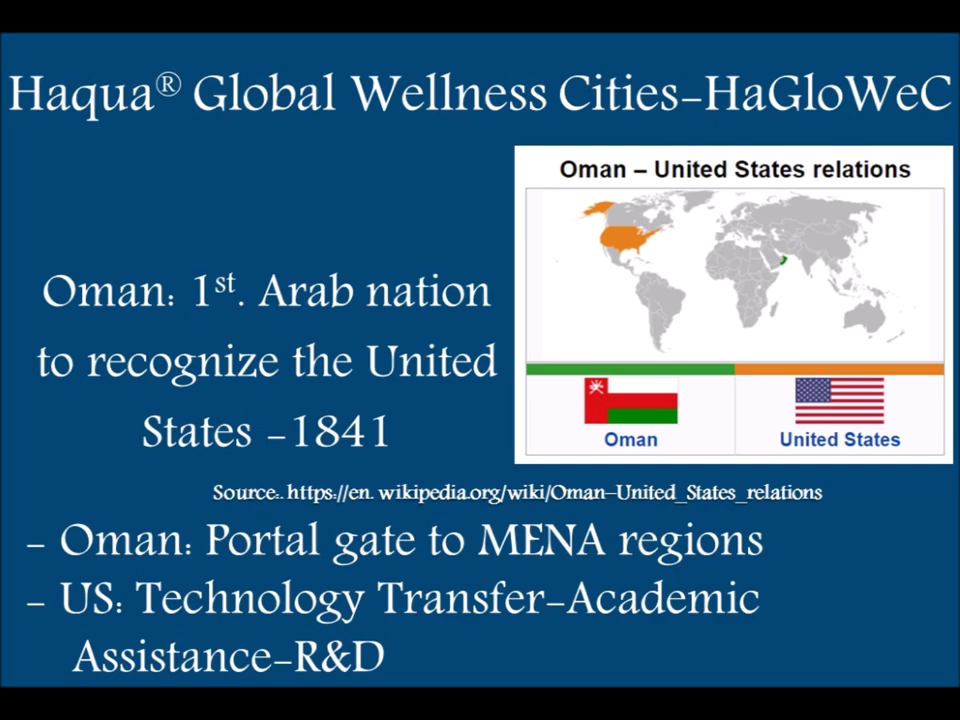 Haqua® Global Wellness Cities-HaGloWeC
Oman – United States relations
Oman: 1st. Arab nation
to recognize the United
States -1841
Oman
United States
Source:. https://en. wikipedia.org/wiki/Oman–United_States_relations
- Oman: Portal gate to MENA regions
- US: Technology Transfer-Academic
Assistance-R&D